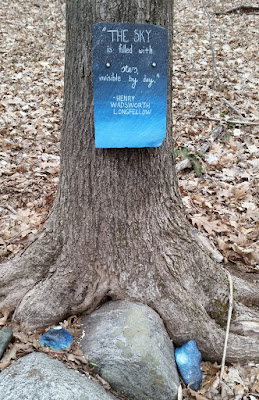 "THE SKY
is filled with
stars
invisible by day."
-HENRY
WADSWORTH
LONGFELLOW